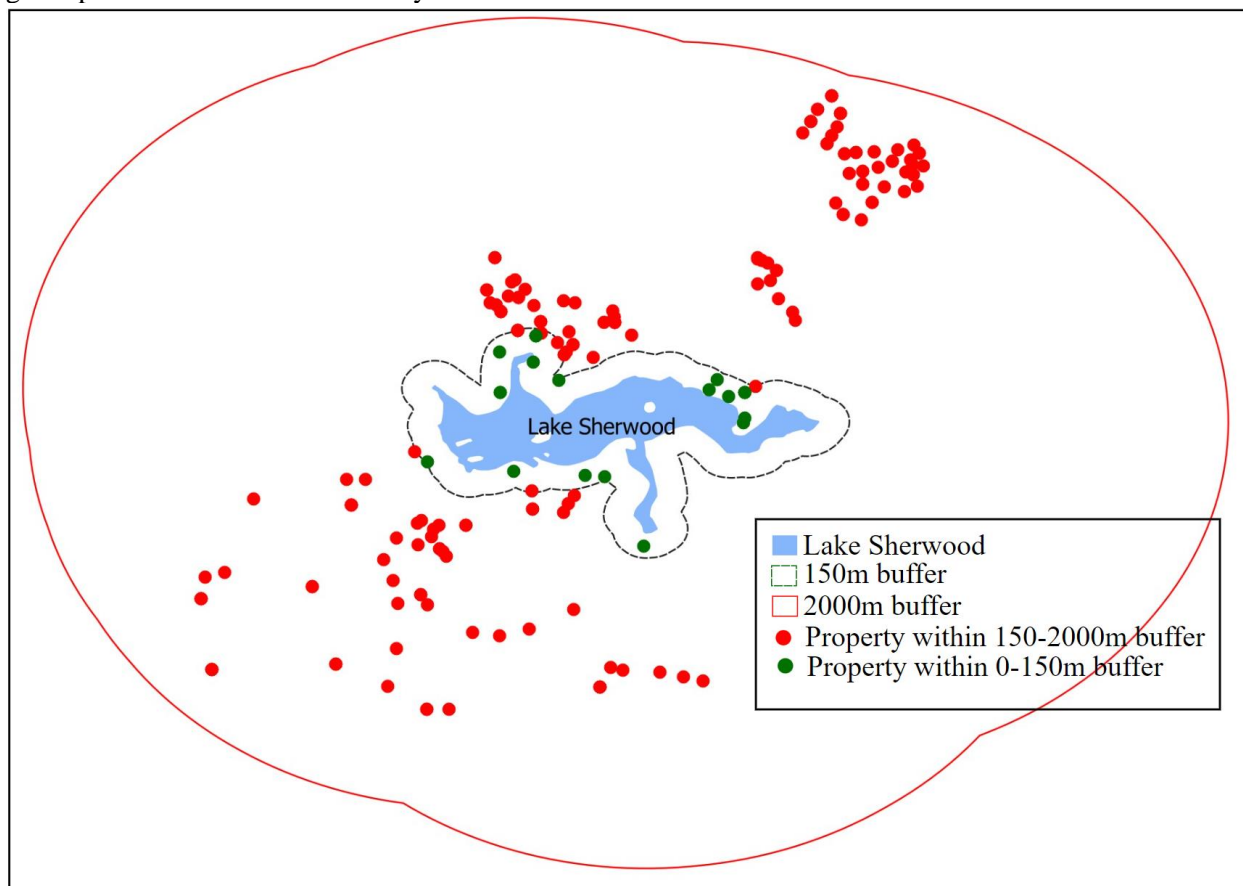 Lake Sherwood
Lake Sherwood
150m buffer
2000m buffer
Property within 150-2000m buffer
Property within 0-150m buffer